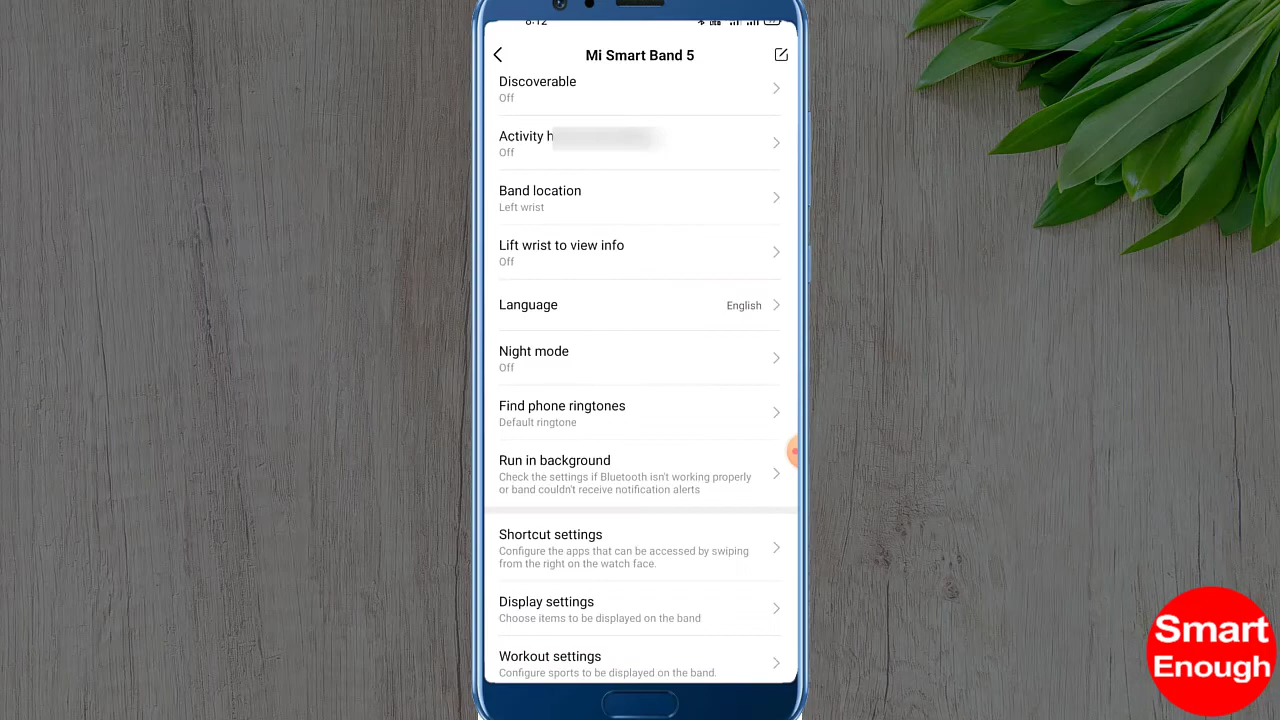 8:12
Mi Smart Band 5
Discoverable
Off
Activity h
Off
Band location
Left wrist
Lift wrist to view info
Off
Language English
Night mode
Off
Find phone ringtones
Default ringtone
Run in background
Check the settings if Bluetooth isn't working properly
or band couldn't receive notification alerts
Shortcut settings
Configure the apps that can be accessed by swiping
from the right on the watch face.
Display settings
Choose items to be displayed on the band
Workout settings
Configure sports to be displayed on the band.
Smart
Enough